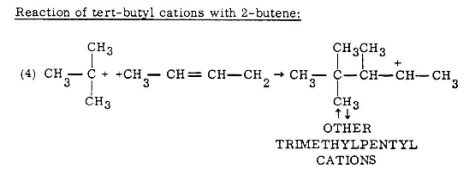 Reaction of tert-butyl cations with 2-butene:
CH3 CH3CH3
(4) CH3 — C + +CH3 — CH = CH — CH2 → CH3 — C — CH — CH — CH3
+
CH3 CH3
↑↓
OTHER
TRIMETHYLPENTYL
CATIONS